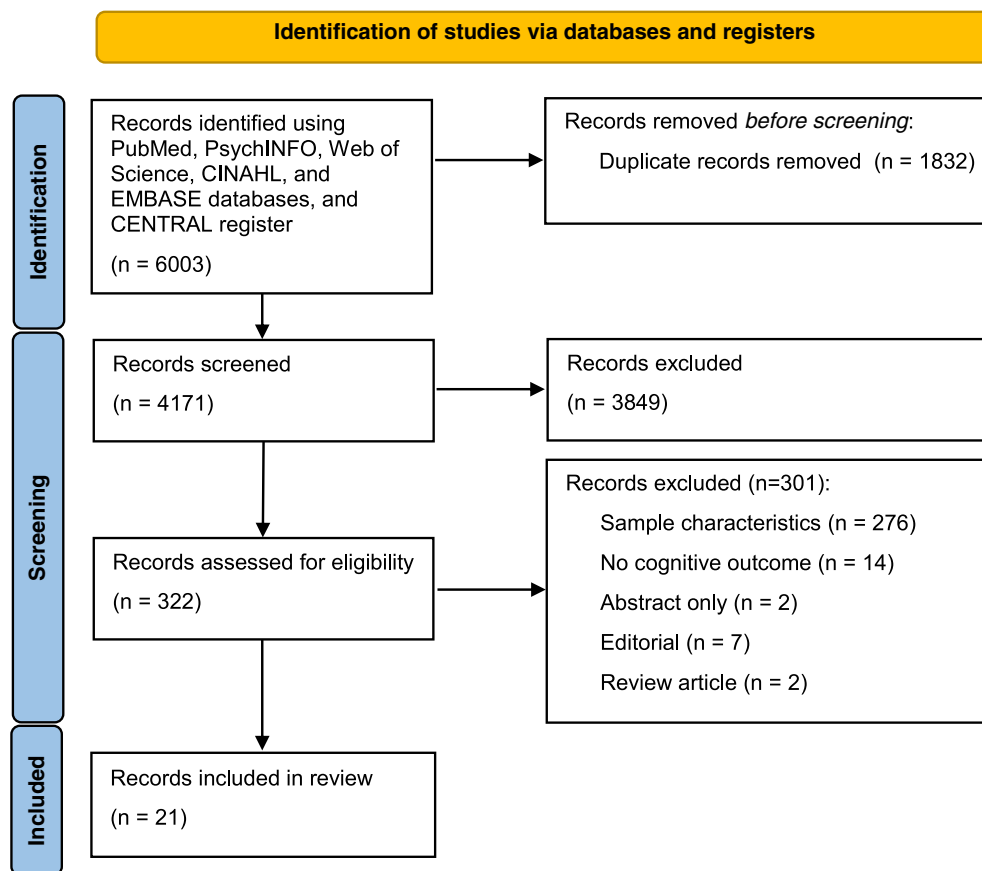 Identification of studies via databases and registers
Identification
Records identified using
PubMed, PsychINFO, Web of
Science, CINAHL, and
EMBASE databases, and
CENTRAL register
(n = 6003)
Records removed before screening:
Duplicate records removed (n = 1832)
Screening
Records screened
(n = 4171)
Records excluded
(n = 3849)
Records assessed for eligibility
(n = 322)
Records excluded (n=301):
Sample characteristics (n = 276)
No cognitive outcome (n = 14)
Abstract only (n = 2)
Editorial (n = 7)
Review article (n = 2)
Included
Records included in review
(n = 21)